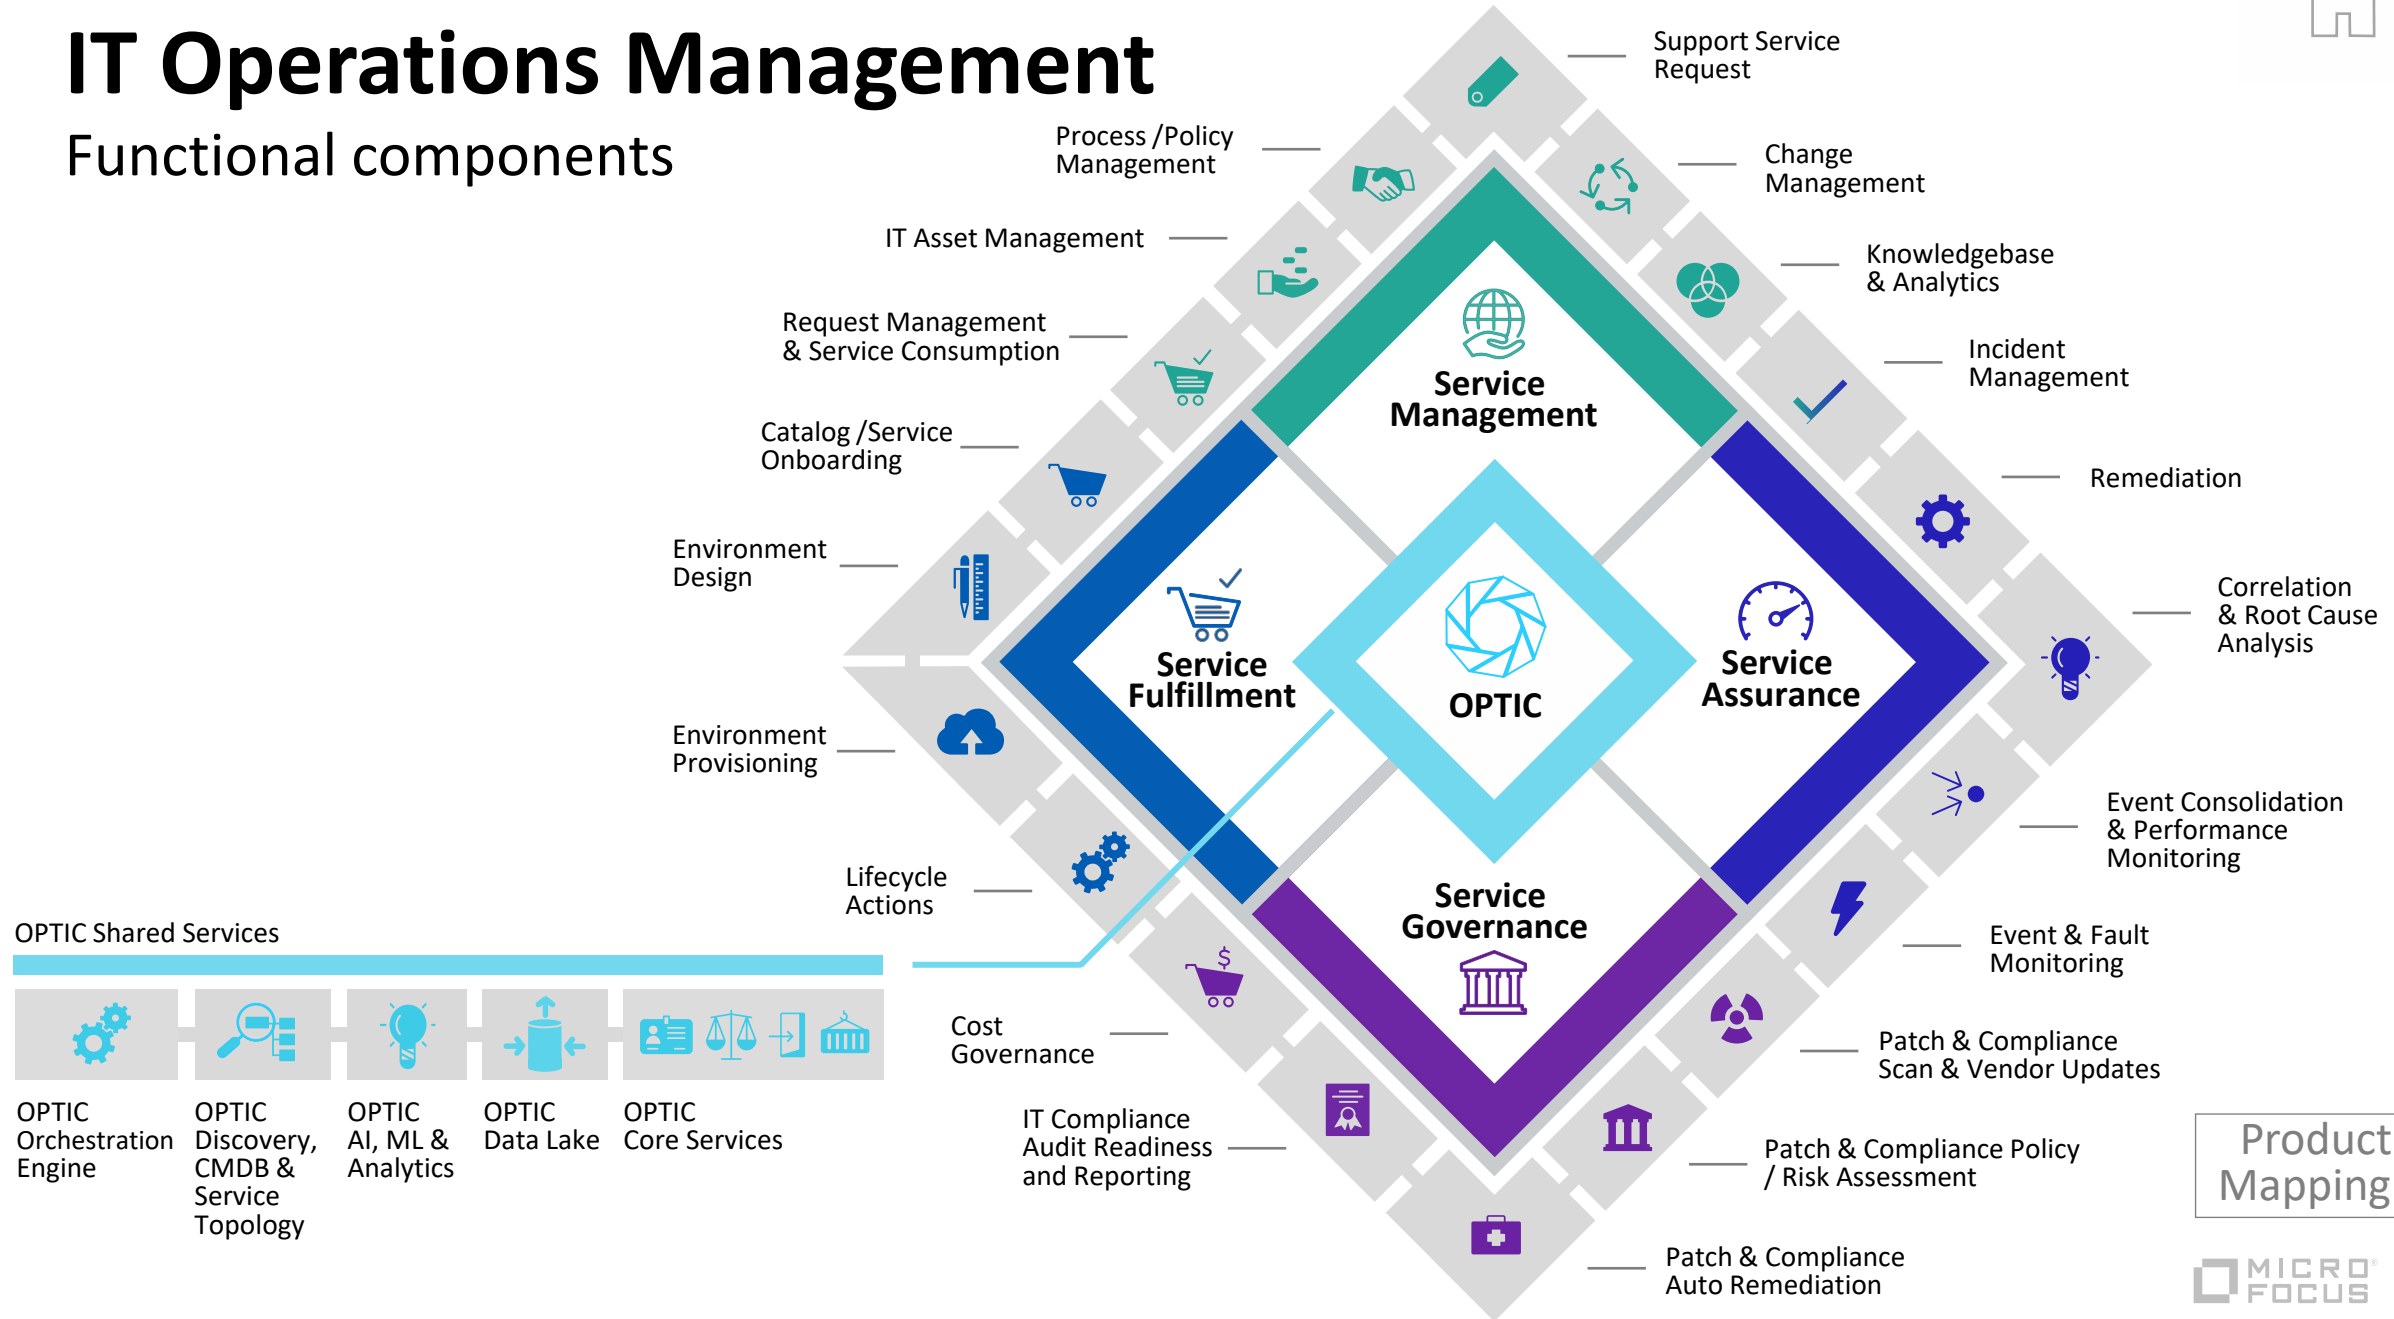 IT Operations Management
Functional components
Support Service
Request
Process /Policy
Management
Change
Management
IT Asset Management
Knowledgebase
& Analytics
Request Management
& Service Consumption
Incident
Management
Service
Management
Catalog /Service
Onboarding
Remediation
Environment
Design
Correlation
& Root Cause
Analysis
Service
Fulfillment
OPTIC
Service
Assurance
Environment
Provisioning
Event Consolidation
& Performance
Monitoring
Lifecycle
Actions
Service
Governance
Event & Fault
Monitoring
OPTIC Shared Services
$
Cost
Governance
Patch & Compliance
Scan & Vendor Updates
IT Compliance
Audit Readiness
and Reporting
Patch & Compliance Policy
/ Risk Assessment
OPTIC
Orchestration
Engine
OPTIC
Discovery,
CMDB &
Service
Topology
OPTIC
AI, ML &
Analytics
OPTIC
Data Lake
OPTIC
Core Services
Patch & Compliance
Auto Remediation
Product
Mapping
MICRO®
FOCUS